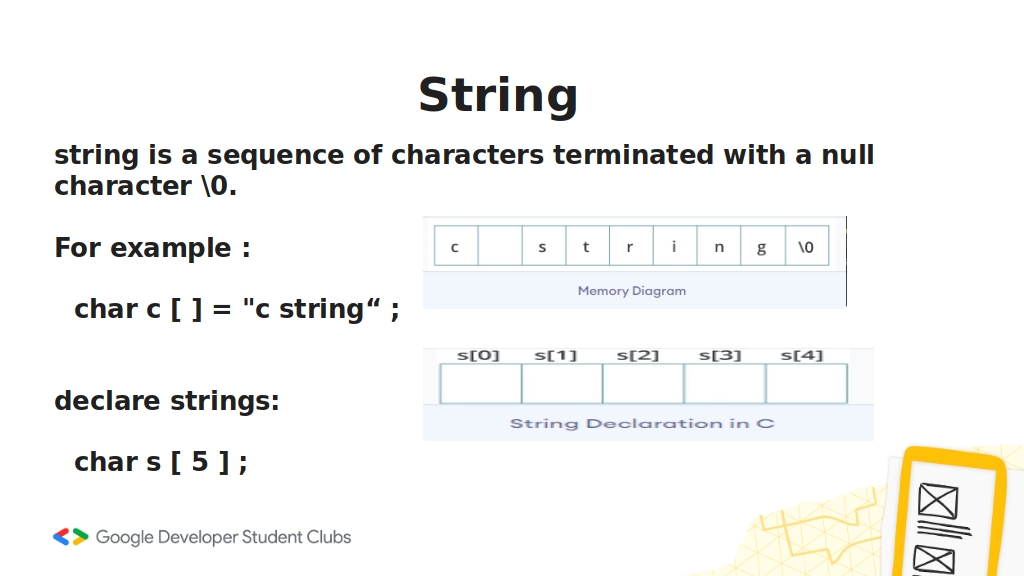 String
string is a sequence of characters terminated with a null
character \0.
For example :
c s t r i n g \0
Memory Diagram
char c [ ] = "c string“ ;
s[0] s[1] s[2] s[3] s[4]
String Declaration in C
declare strings:
char s [ 5 ] ;
Google Developer Student Clubs